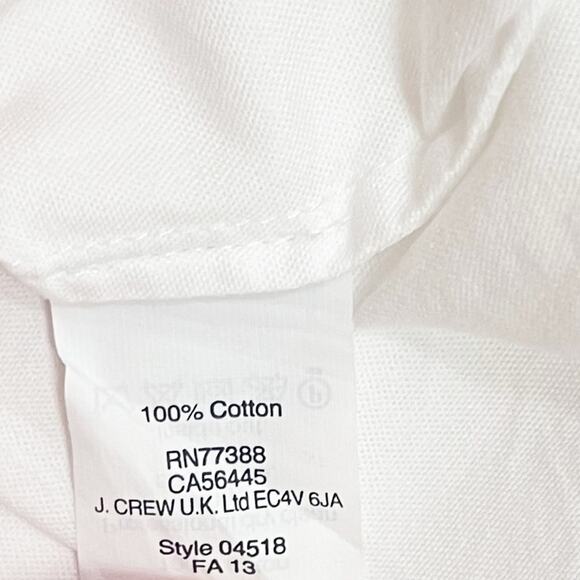 100% Cotton
RN77388
CA56445
J. CREW U.K. Ltd EC4V 6JA
Style 04518
FA 13